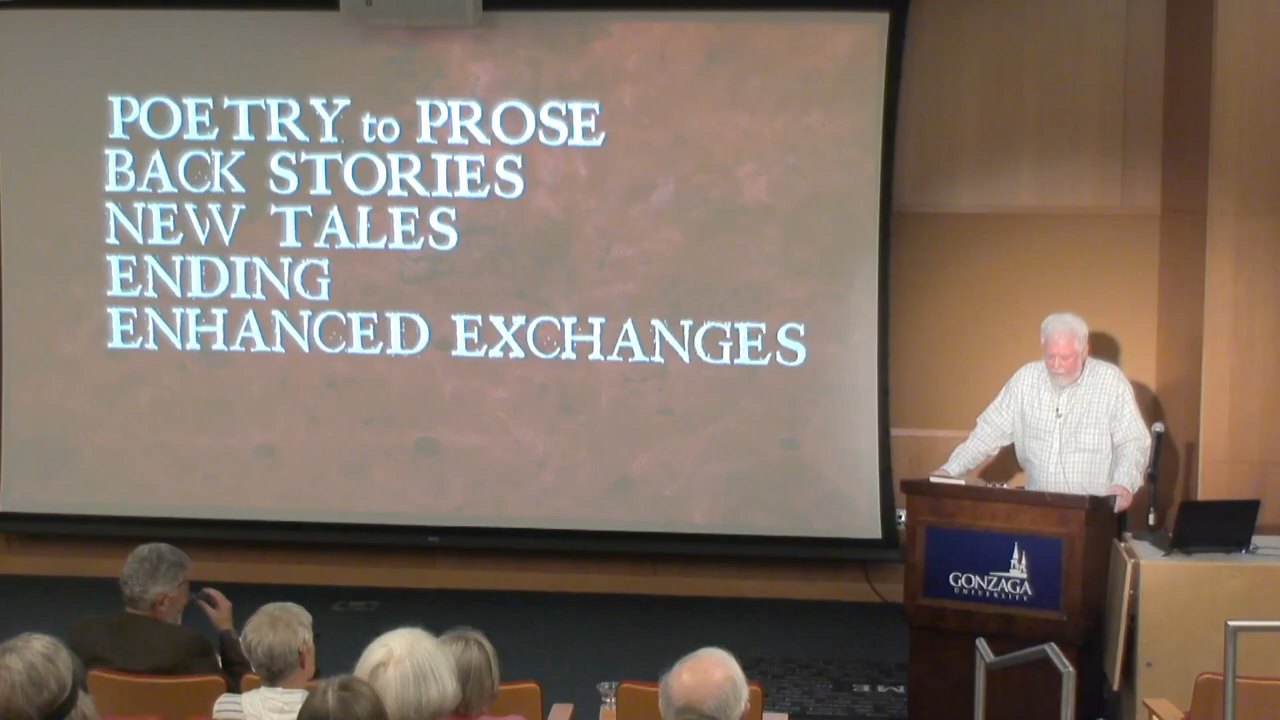 POETRY to PROSE
BACK STORIES
NEW TALES
ENDING
ENHANCED EXCHANGES
GONZAGA
UNIVERSITY